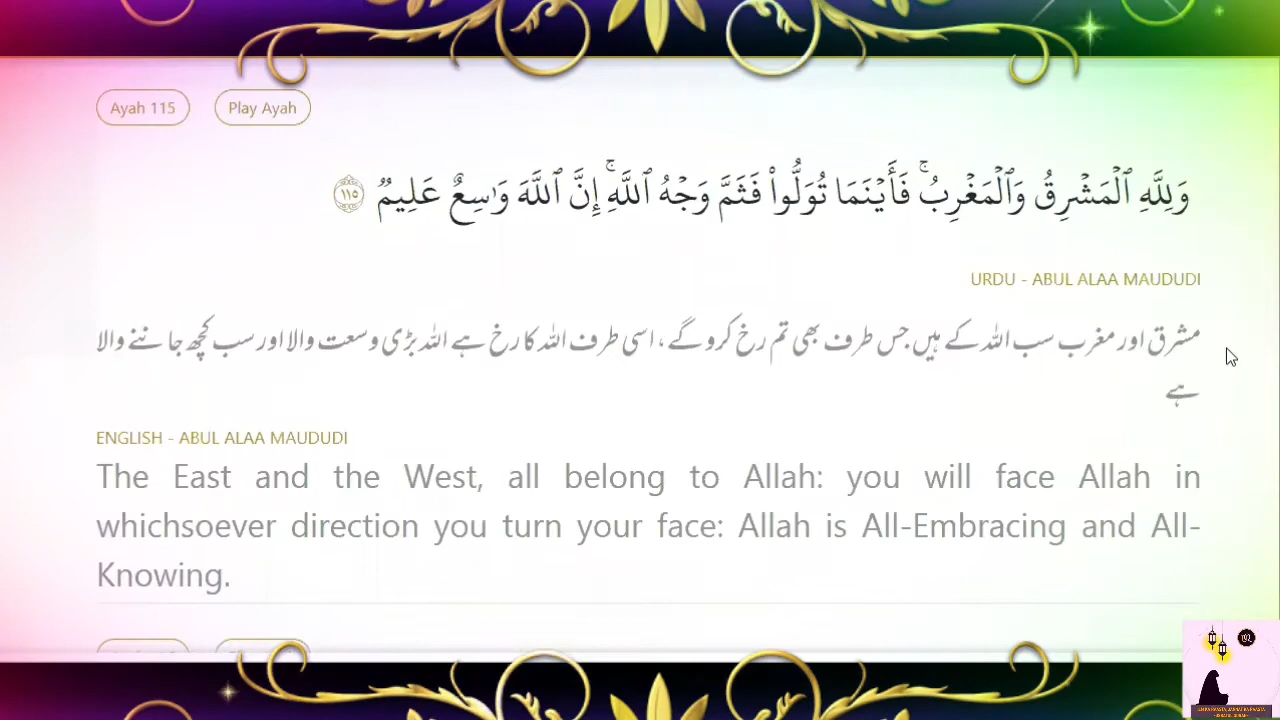 Ayah 115 Play Ayah
وَلِلَّهِ ٱلْمَشْرِقُ وَٱلْمَغْرِبُ ۚ فَأَيْنَمَا تُوَلُّوا۟ فَثَمَّ وَجْهُ ٱللَّهِ ۚ إِنَّ ٱللَّهَ وَٰسِعٌ عَلِيمٌ ١١٥
URDU - ABUL ALAA MAUDUDI
مشرق اور مغرب سب اللہ کے ہیں جس طرف بھی تم رخ کرو گے، اسی طرف اللہ کا رخ ہے اللہ بڑی وسعت والا اور سب کچھ جاننے والا
ہے
ENGLISH - ABUL ALAA MAUDUDI
The East and the West, all belong to Allah: you will face Allah in
whichsoever direction you turn your face: Allah is All-Embracing and All-
Knowing.